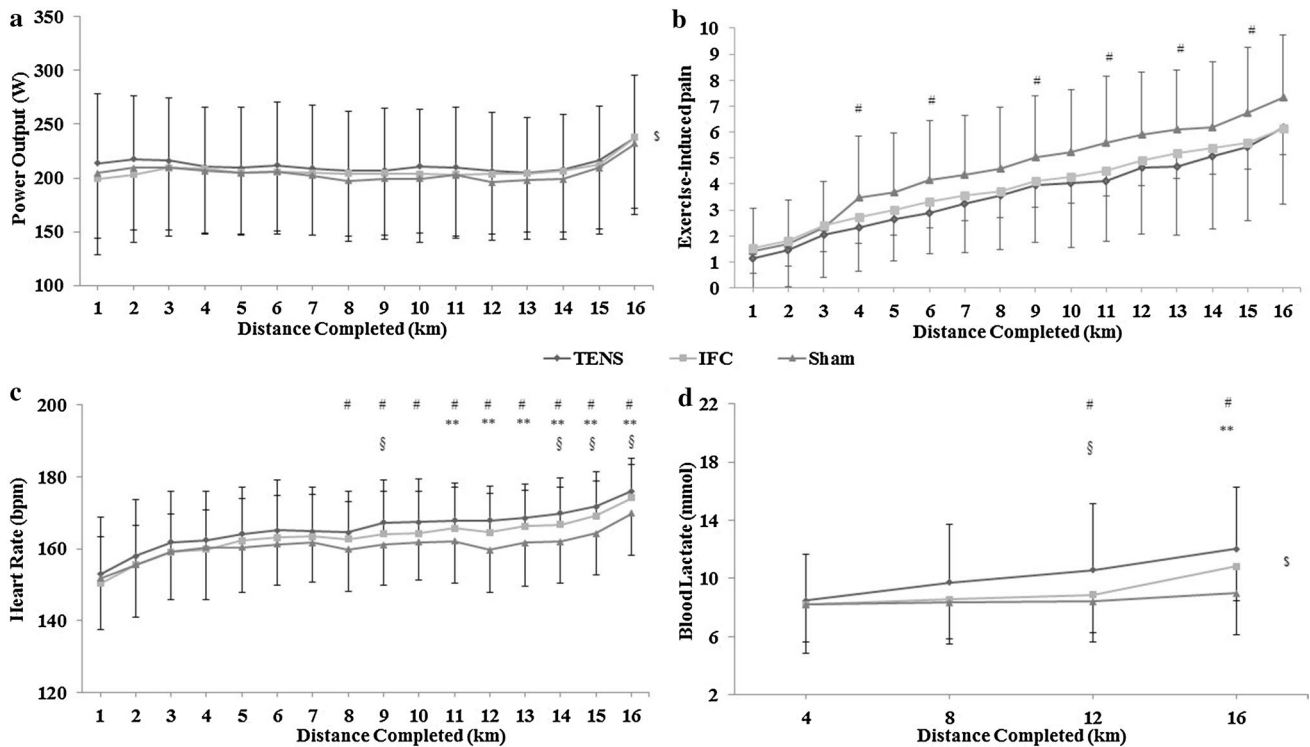 a
Power Output (W)
350
300
250
200
150
100
$
1 2 3 4 5 6 7 8 9 10 11 12 13 14 15 16
Distance Completed (km)
b
Exercise-induced pain
10
9
8
7
6
5
4
3
2
1
0
# # # # # #
1 2 3 4 5 6 7 8 9 10 11 12 13 14 15 16
Distance Completed (km)
TENS IFC Sham
c
Heart Rate (bpm)
200
180
160
140
120
# # # # # # # # #
** ** ** ** ** **
§ § § §
1 2 3 4 5 6 7 8 9 10 11 12 13 14 15 16
Distance Completed (km)
d
Blood Lactate (mmol)
22
18
14
10
6
2
# #
§ **
$
4 8 12 16
Distance Completed (km)